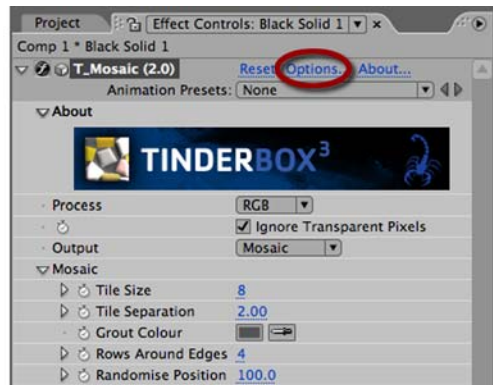 Project Effect Controls: Black Solid 1
Comp 1 * Black Solid 1
T_Mosaic (2.0) Reset Options... About...
Animation Presets: None
About
TINDERBOX3
Process RGB
Ignore Transparent Pixels
Output Mosaic
Mosaic
Tile Size 8
Tile Separation 2.00
Grout Colour
Rows Around Edges 4
Randomise Position 100.0